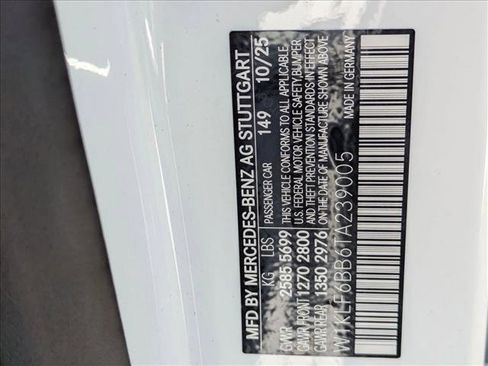 MFD BY MERCEDES-BENZ AG STUTTGART
KG LBS PASSENGER CAR 149 10/25
GVWR 2585 5699 THIS VEHICLE CONFORMS TO ALL APPLICABLE
GAWR FRONT 1270 2800 U.S. FEDERAL MOTOR VEHICLE SAFETY, BUMPER
GAWR REAR 1350 2976 AND THEFT PREVENTION STANDARDS IN EFFECT
ON THE DATE OF MANUFACTURE SHOWN ABOVE
W1KLF6BB6TA239005 MADE IN GERMANY